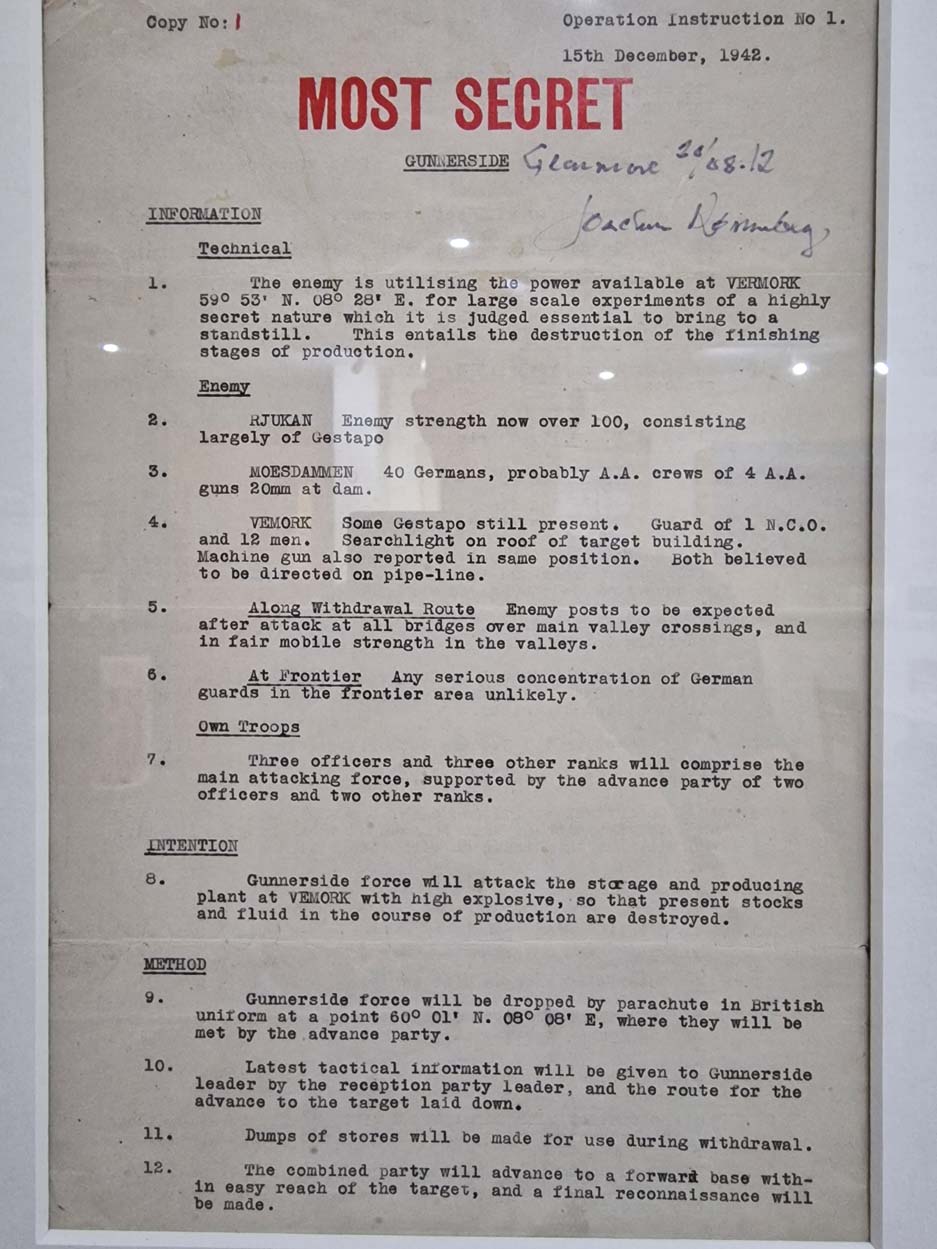 Copy No: 1
Operation Instruction No 1.
15th December, 1942.
MOST SECRET
GUNNERSIDE Glenmore 20/08-12
Joachim Rønneberg
INFORMATION
Technical
1. The enemy is utilising the power available at VERMORK
59° 53' N. 08° 28' E. for large scale experiments of a highly
secret nature which it is judged essential to bring to a
standstill. This entails the destruction of the finishing
stages of production.
Enemy
2. RJUKAN Enemy strength now over 100, consisting
largely of Gestapo
3. MOESDAMMEN 40 Germans, probably A.A. crews of 4 A.A.
guns 20mm at dam.
4. VEMORK Some Gestapo still present. Guard of 1 N.C.O.
and 12 men. Searchlight on roof of target building.
Machine gun also reported in same position. Both believed
to be directed on pipe-line.
5. Along Withdrawal Route Enemy posts to be expected
after attack at all bridges over main valley crossings, and
in fair mobile strength in the valleys.
6. At Frontier Any serious concentration of German
guards in the frontier area unlikely.
Own Troops
7. Three officers and three other ranks will comprise the
main attacking force, supported by the advance party of two
officers and two other ranks.
INTENTION
8. Gunnerside force will attack the storage and producing
plant at VEMORK with high explosive, so that present stocks
and fluid in the course of production are destroyed.
METHOD
9. Gunnerside force will be dropped by parachute in British
uniform at a point 60° 01' N. 08° 08' E, where they will be
met by the advance party.
10. Latest tactical information will be given to Gunnerside
leader by the reception party leader, and the route for the
advance to the target laid down.
11. Dumps of stores will be made for use during withdrawal.
12. The combined party will advance to a forward base with-
in easy reach of the target, and a final reconnaissance will
be made.